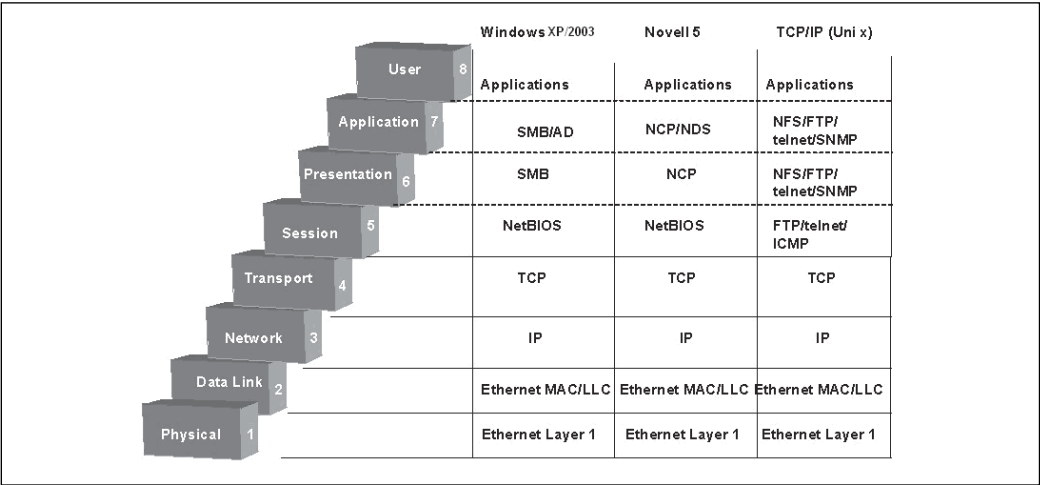 Windows XP/2003 Novell 5 TCP/IP (Uni x)
User 8
Applications Applications Applications
Application 7
SMB/AD NCP/NDS NFS/FTP/
telnet/SNMP
Presentation 6
SMB NCP NFS/FTP/
telnet/SNMP
Session 5
NetBIOS NetBIOS FTP/telnet/
ICMP
Transport 4
TCP TCP TCP
Network 3
IP IP IP
Data Link 2
Ethernet MAC/LLC Ethernet MAC/LLC Ethernet MAC/LLC
Physical 1
Ethernet Layer 1 Ethernet Layer 1 Ethernet Layer 1